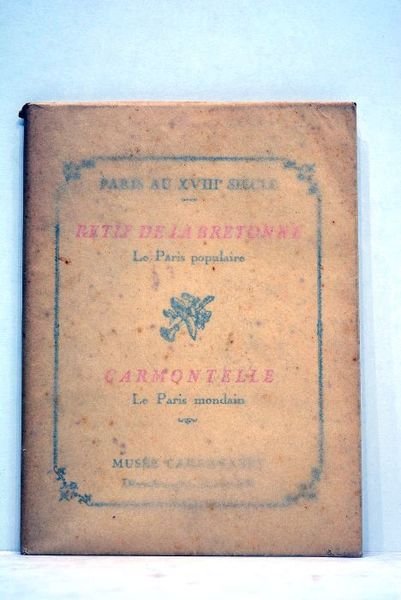 PARIS AU XVIIIe SIÈCLE
RETIF DE LA BRETONNE
Le Paris populaire
CARMONTELLE
Le Paris mondain
MUSÉE CARNAVALET